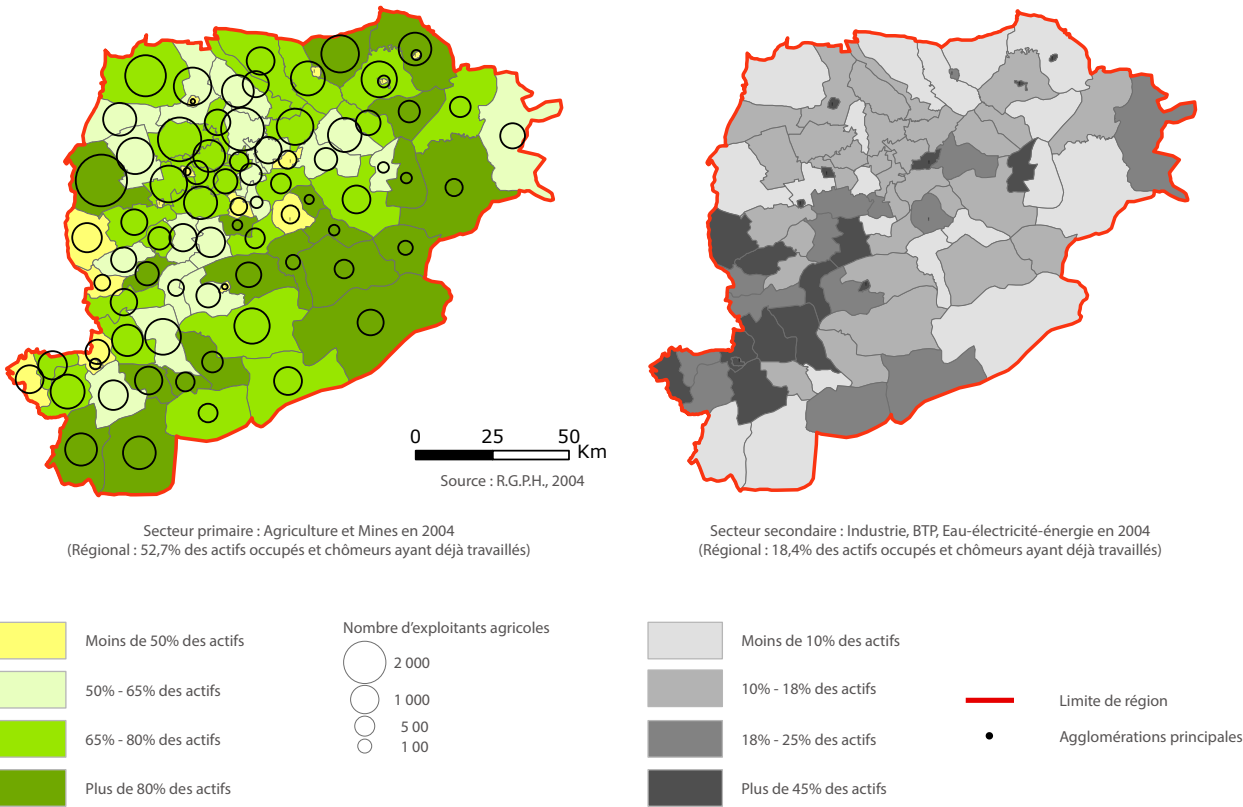 0 25 50 Km
Source : R.G.P.H., 2004
Secteur primaire : Agriculture et Mines en 2004
(Régional : 52,7% des actifs occupés et chômeurs ayant déjà travaillés)
Secteur secondaire : Industrie, BTP, Eau-électricité-énergie en 2004
(Régional : 18,4% des actifs occupés et chômeurs ayant déjà travaillés)
Moins de 50% des actifs
50% - 65% des actifs
65% - 80% des actifs
Plus de 80% des actifs
Nombre d'exploitants agricoles
2 000
1 000
5 00
1 00
Moins de 10% des actifs
10% - 18% des actifs
18% - 25% des actifs
Plus de 45% des actifs
Limite de région
Agglomérations principales